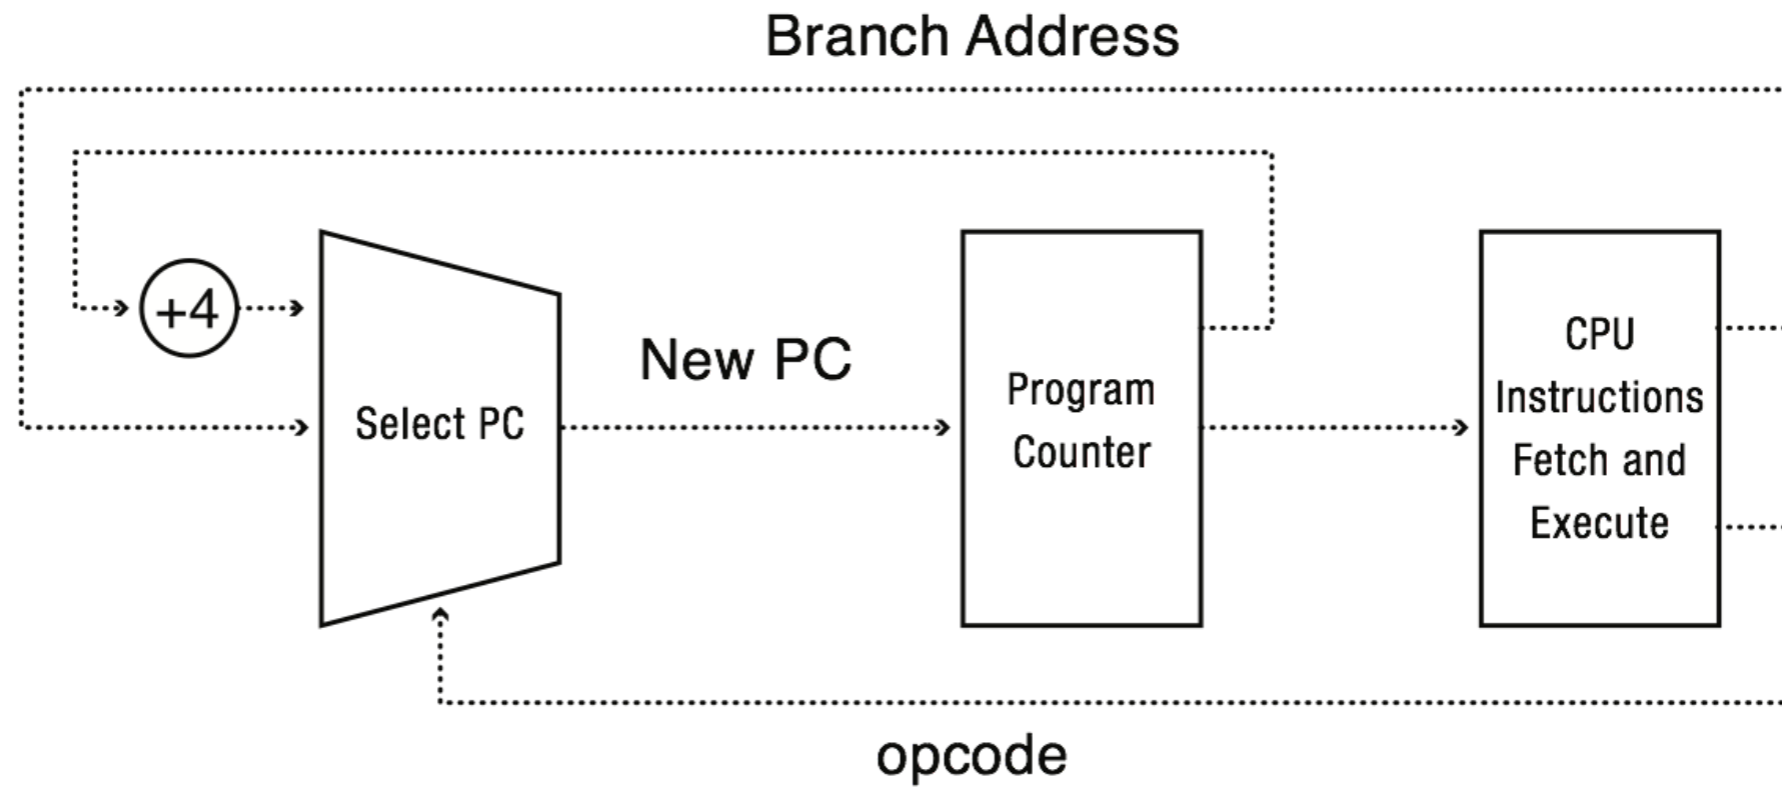 Branch Address
+4
Select PC
New PC
Program
Counter
CPU
Instructions
Fetch and
Execute
opcode